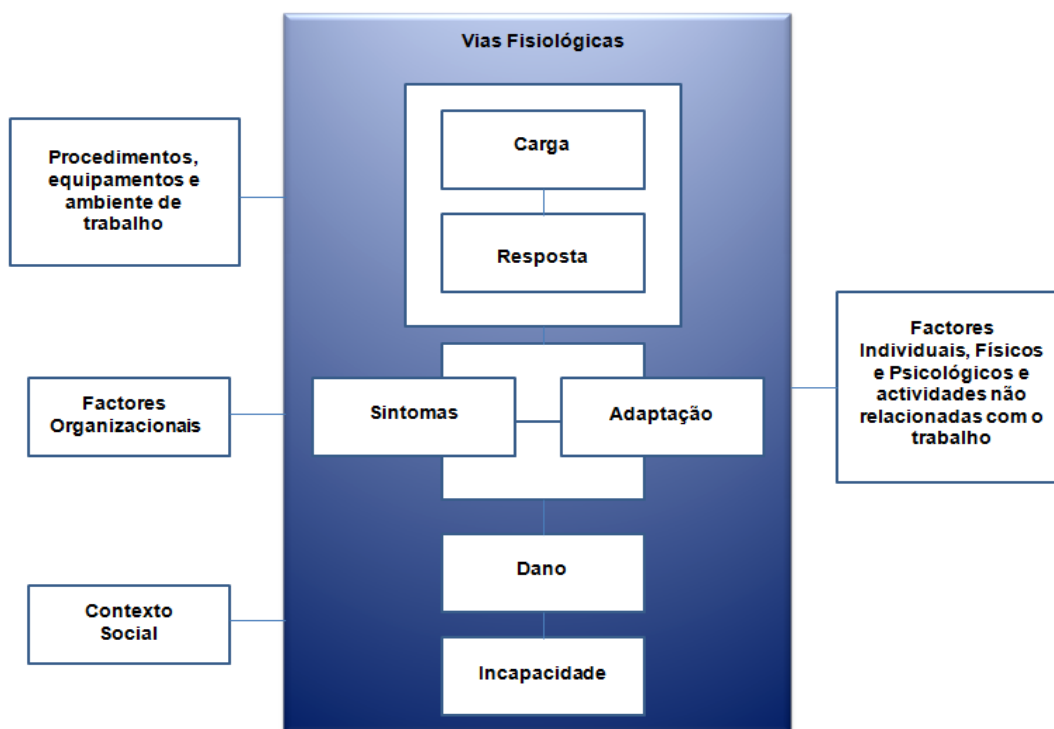 Vias Fisiológicas
Carga
Resposta
Procedimentos,
equipamentos e
ambiente de
trabalho
Factores
Organizacionais
Sintomas
Adaptação
Factores
Individuais, Físicos
e Psicológicos e
actividades não
relacionadas com o
trabalho
Dano
Contexto
Social
Incapacidade